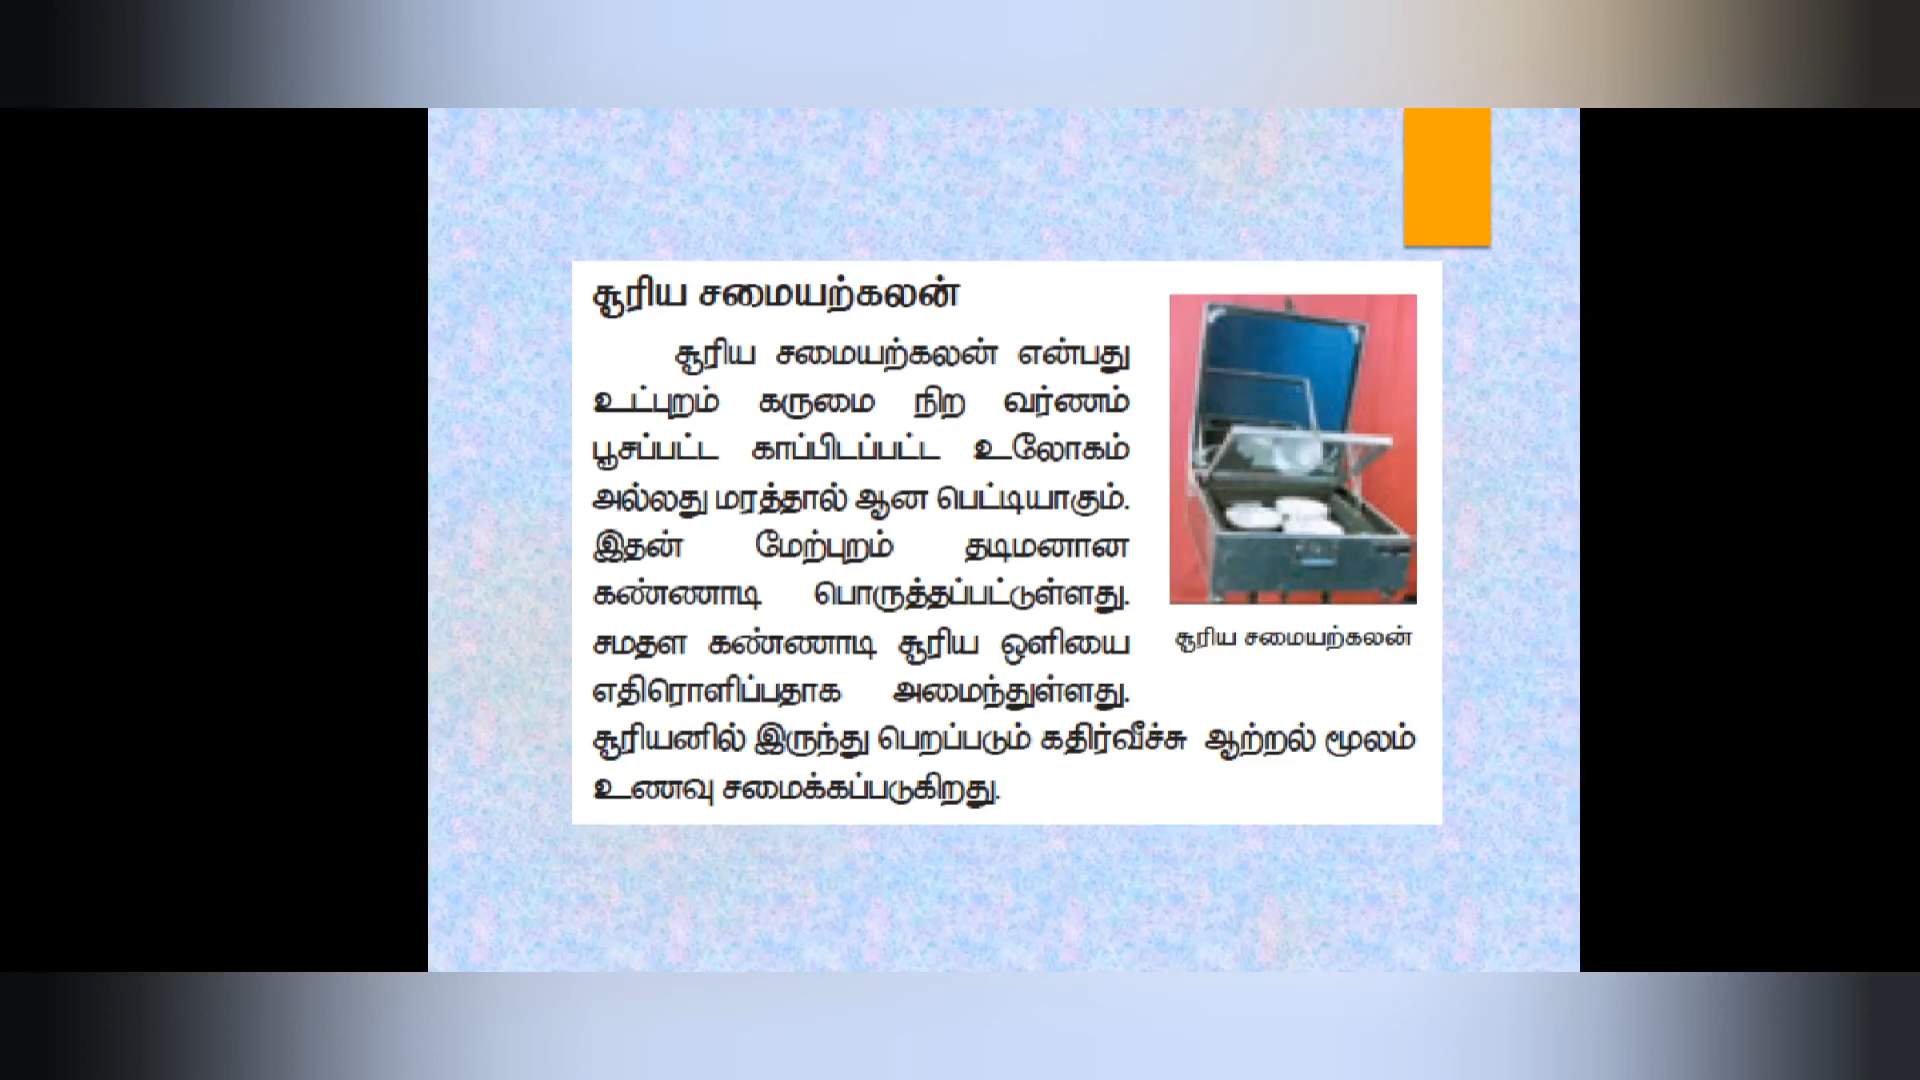 சூரிய சமையற்கலன்
சூரிய சமையற்கலன் என்பது
உட்புறம் கருமை நிற வர்ணம்
பூசப்பட்ட காப்பிடப்பட்ட உலோகம்
அல்லது மரத்தால் ஆன பெட்டியாகும்.
இதன் மேற்புறம் தடிமனான
கண்ணாடி பொருத்தப்பட்டுள்ளது.
சமதள கண்ணாடி சூரிய ஒளியை
எதிரொளிப்பதாக அமைந்துள்ளது.
சூரியனில் இருந்து பெறப்படும் கதிர்வீச்சு ஆற்றல் மூலம்
உணவு சமைக்கப்படுகிறது.
சூரிய சமையற்கலன்